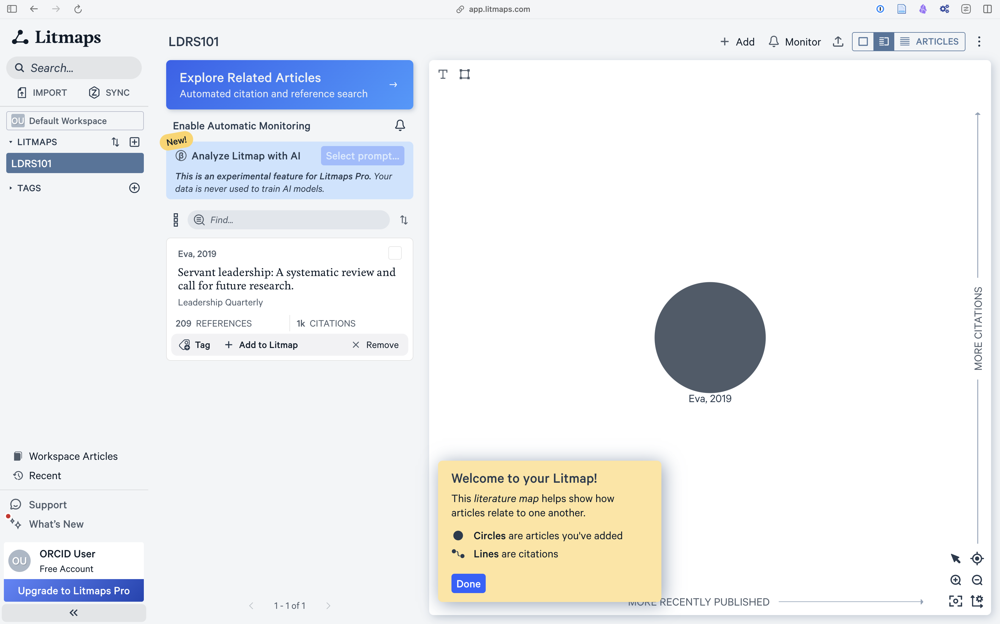 app.litmaps.com
Litmaps
Search...
IMPORT
SYNC
OU Default Workspace
LITMAPS
LDRS101
TAGS
Workspace Articles
Recent
Support
What's New
OU
ORCID User
Free Account
Upgrade to Litmaps Pro
LDRS101
Add
Monitor
ARTICLES
Explore Related Articles
Automated citation and reference search
Enable Automatic Monitoring
New!
β Analyze Litmap with AI
Select prompt...
This is an experimental feature for Litmaps Pro. Your
data is never used to train AI models.
Find...
Eva, 2019
Servant leadership: A systematic review and
call for future research.
Leadership Quarterly
209 REFERENCES
1k CITATIONS
Tag
Add to Litmap
Remove
1 - 1 of 1
T
Eva, 2019
MORE CITATIONS
Welcome to your Litmap!
This literature map helps show how
articles relate to one another.
Circles are articles you've added
Lines are citations
Done
MORE RECENTLY PUBLISHED